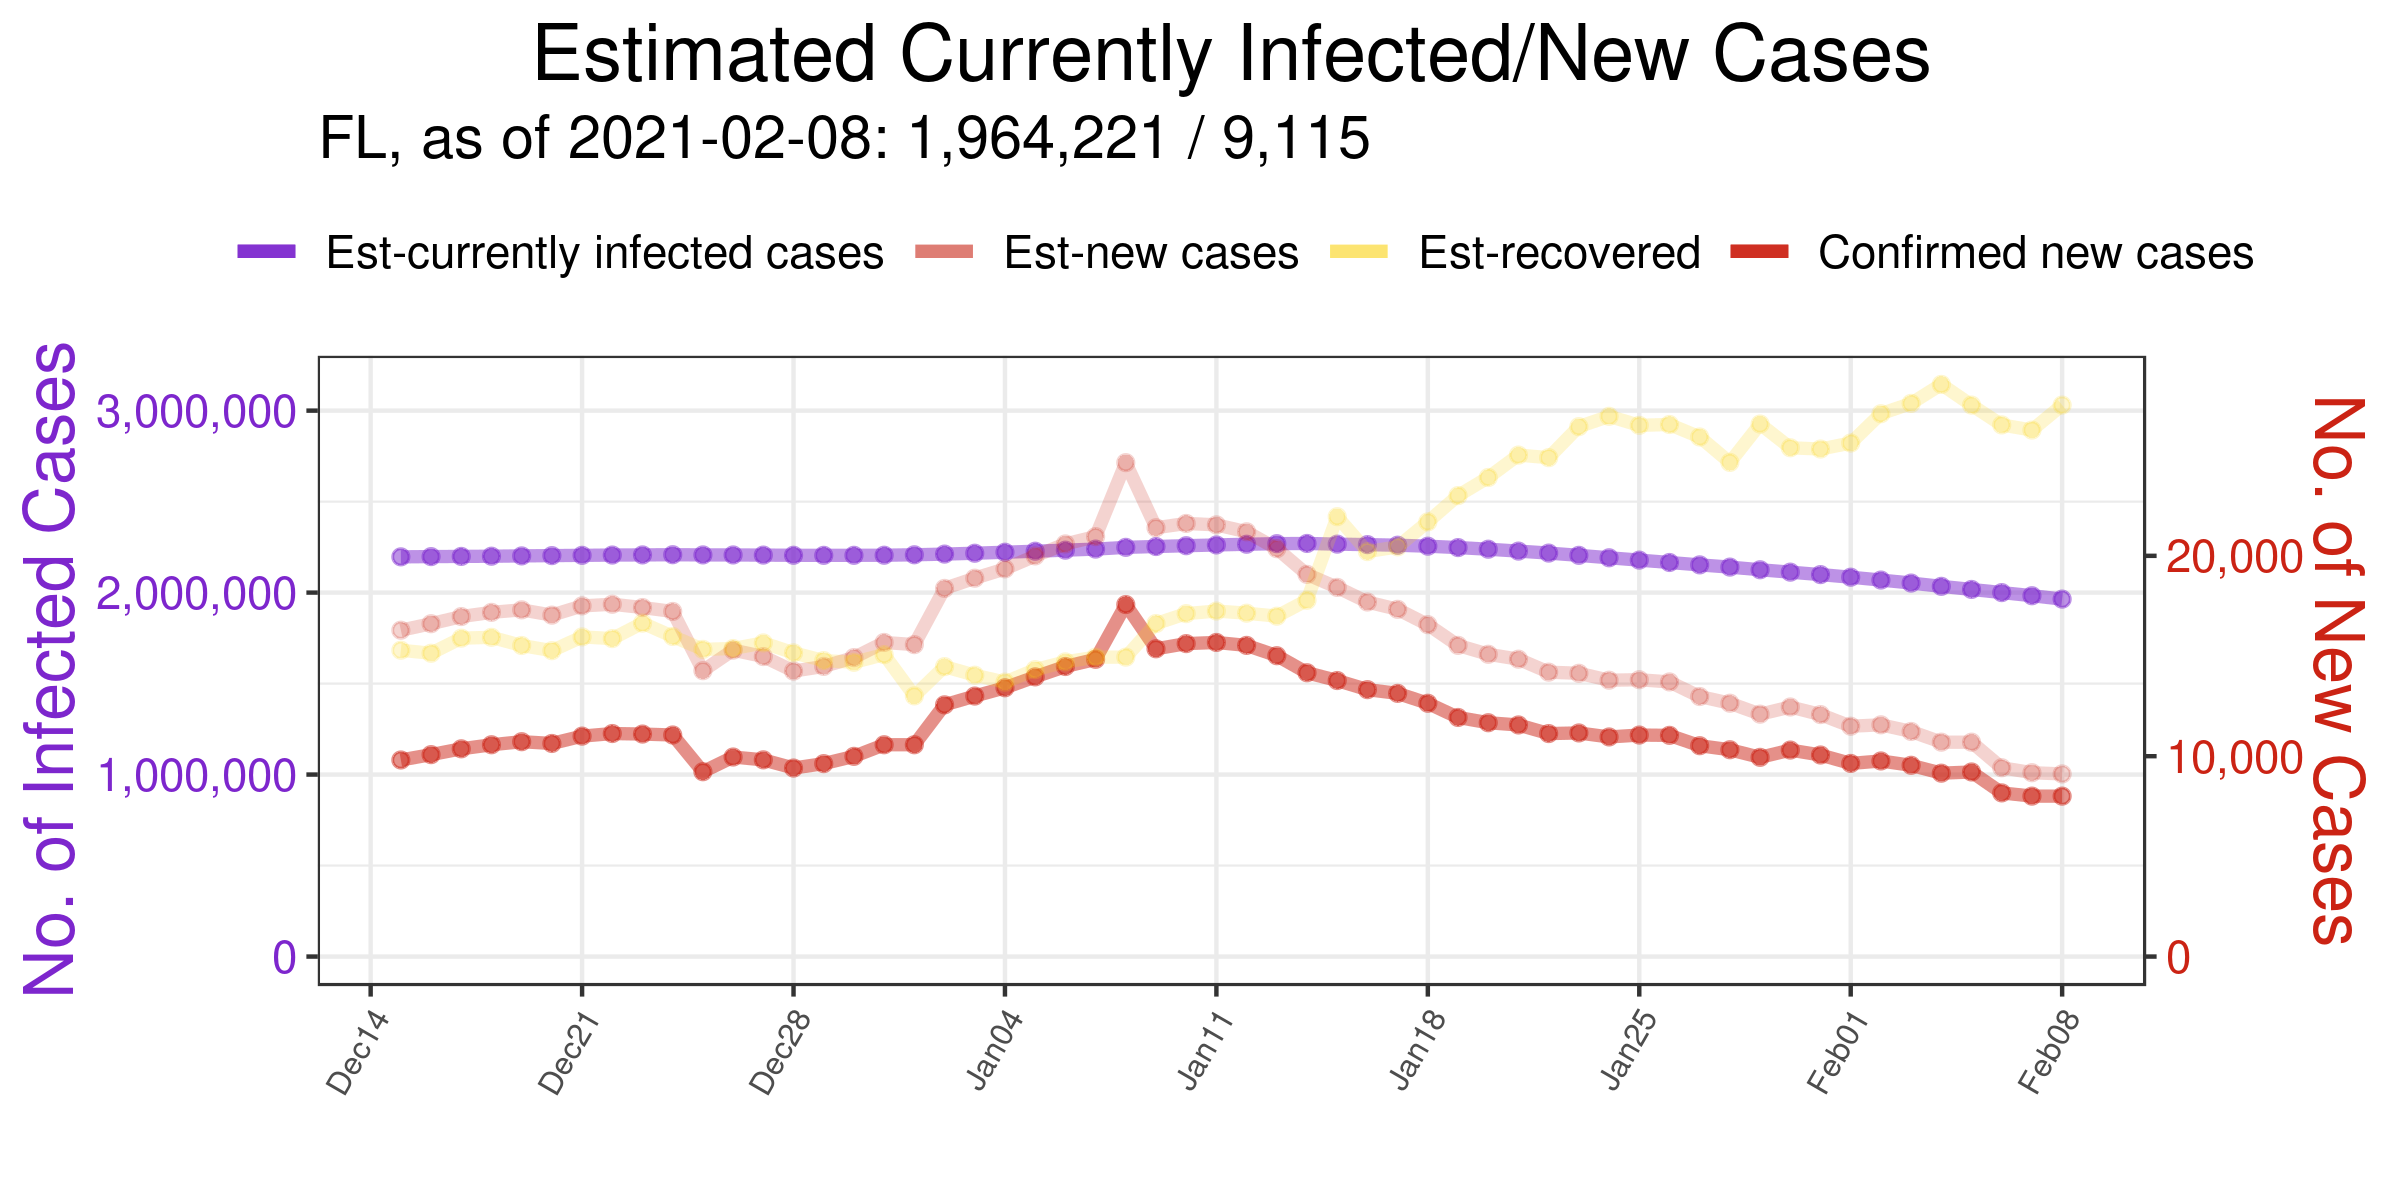 Estimated Currently Infected/New Cases
FL, as of 2021-02-08: 1,964,221 / 9,115
Est-currently infected cases Est-new cases Est-recovered Confirmed new cases
No. of Infected Cases
3,000,000
2,000,000
1,000,000
0
20,000
10,000
0
No. of New Cases
Dec14 Dec21 Dec28 Jan04 Jan11 Jan18 Jan25 Feb01 Feb08